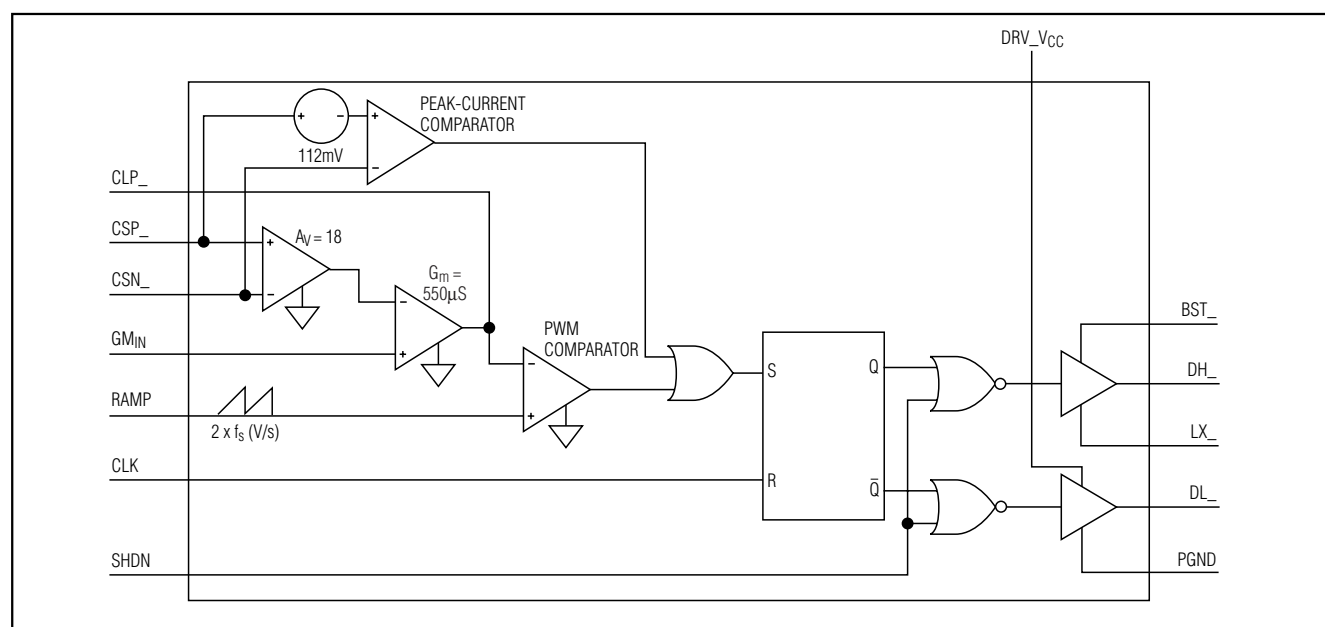 DRV_VCC
PEAK-CURRENT
COMPARATOR
+
−
+
112mV
−
CLP_
CSP_
+
AV = 18
CSN_
−
Gm =
550μS
−
BST_
PWM
COMPARATOR
GMIN
+
−
S
Q
DH_
RAMP
+
2 x fs (V/s)
LX_
CLK
R
Q̄
DL_
SHDN
PGND